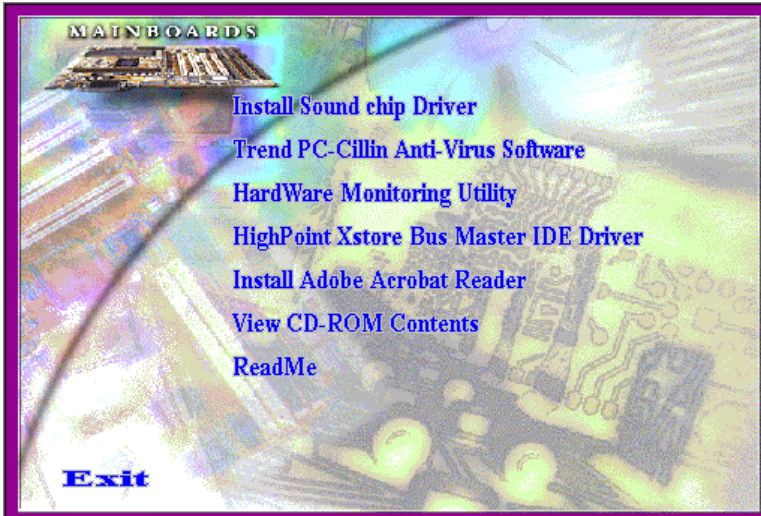 MAINBOARDS
Install Sound chip Driver
Trend PC-Cillin Anti-Virus Software
HardWare Monitoring Utility
HighPoint Xstore Bus Master IDE Driver
Install Adobe Acrobat Reader
View CD-ROM Contents
ReadMe
Exit